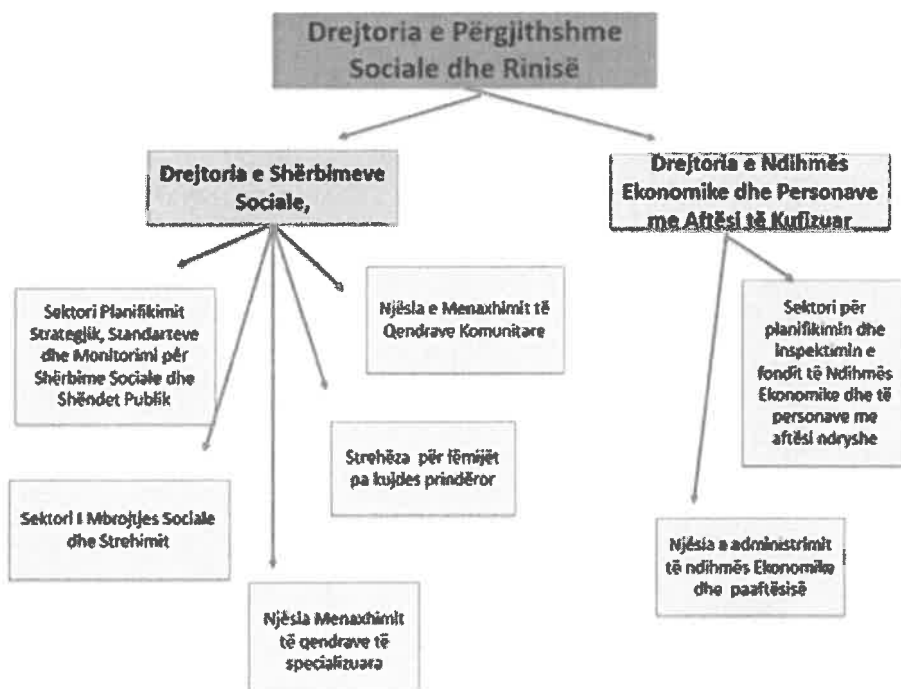 Drejtoria e Përgjithshme
Sociale dhe Rinisë
Drejtoria e Shërbimeve
Sociale,
Drejtoria e Ndihmës
Ekonomike dhe Personave
me Aftësi të Kufizuar
Sektori Planifikimit
Strategjik, Standarteve
dhe Monitorimi për
Shërbime Sociale dhe
Shëndet Publik
Njësia e Menaxhimit të
Qendrave Komunitare
Sektori për
planifikimin dhe
inspektimin e
fondit të Ndihmës
Ekonomike dhe të
personave me
aftësi ndryshe
Strehëza për fëmijët
pa kujdes prindëror
Sektori I Mbrojtjes Sociale
dhe Strehimit
Njësia a administrimit
të ndihmës Ekonomike
dhe paaftësisë
Njësia Menaxhimit
të qendrave të
specializuara